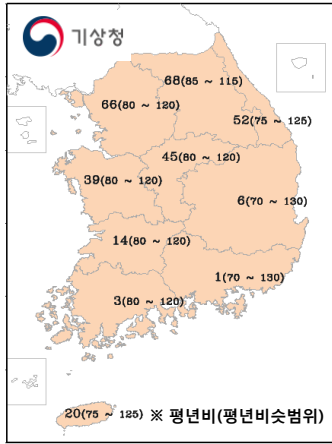 기상청
68(85 ~ 115)
66(80 ~ 120)
52(75 ~ 125)
45(80 ~ 120)
39(80 ~ 120)
6(70 ~ 130)
14(80 ~ 120)
1(70 ~ 130)
3(80 ~ 120)
20(75 ~ 125) ※ 평년비(평년비슷범위)